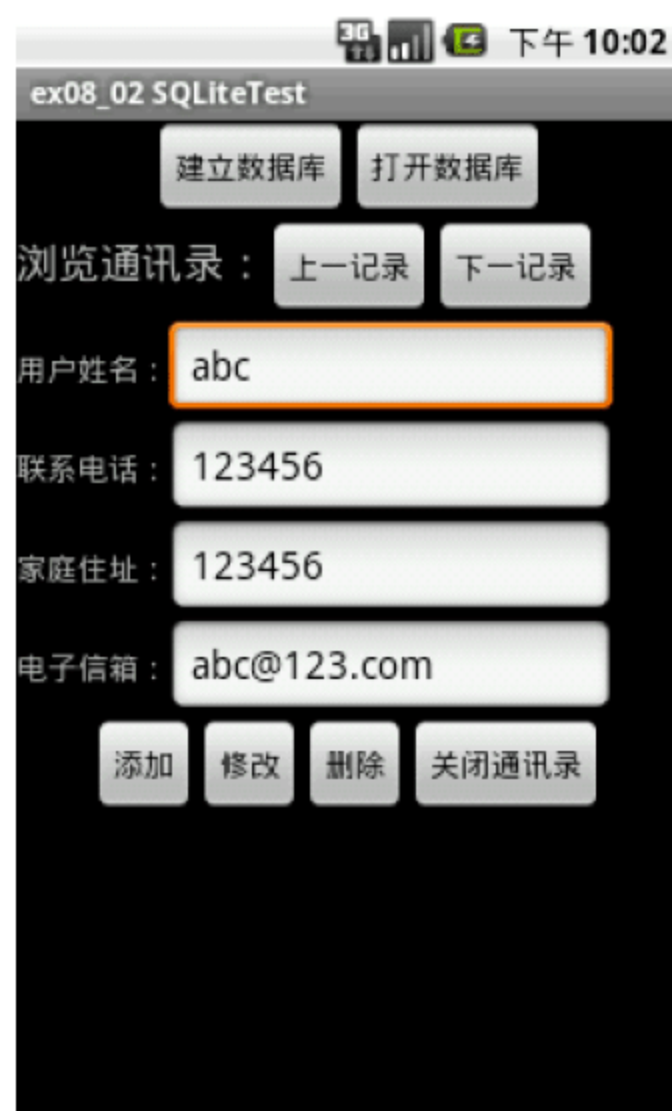 3G 下午 10:02
ex08_02 SQLiteTest
建立数据库 打开数据库
浏览通讯录： 上一记录 下一记录
用户姓名： abc
联系电话： 123456
家庭住址： 123456
电子信箱： abc@123.com
添加 修改 删除 关闭通讯录